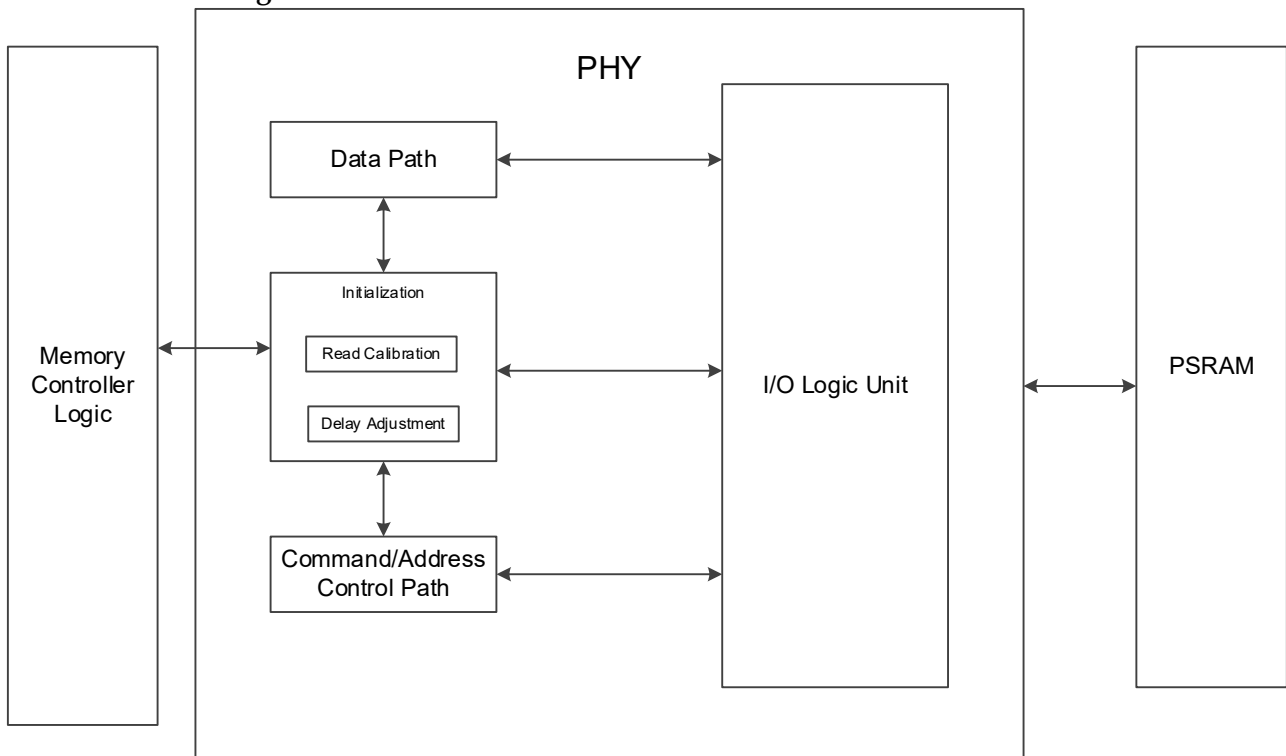 PHY
Data Path
Initialization
Read Calibration
Delay Adjustment
Command/Address
Control Path
Memory
Controller
Logic
I/O Logic Unit
PSRAM